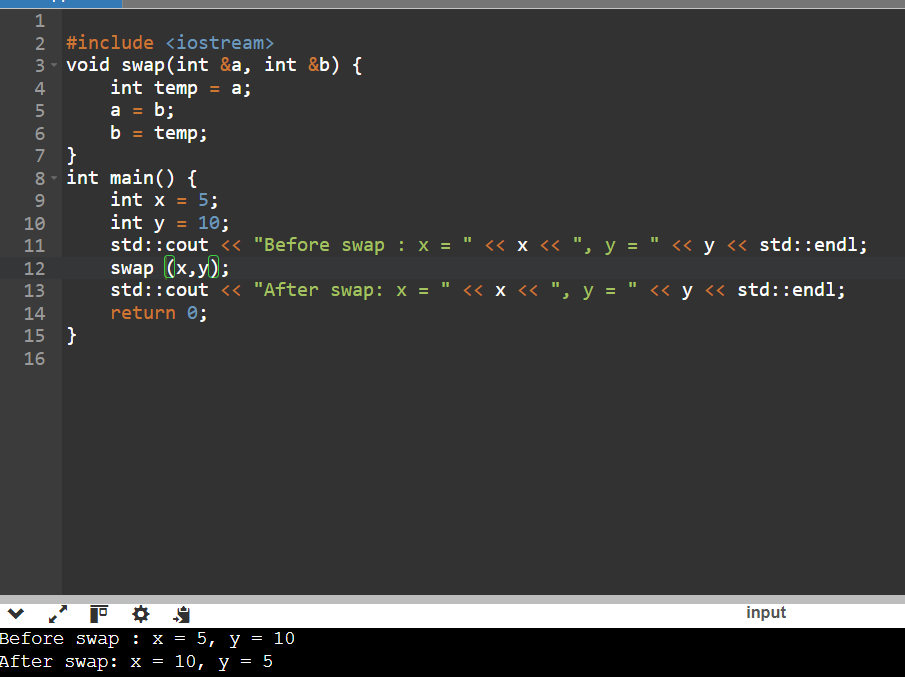 1
2 #include <iostream>
3 void swap(int &a, int &b) {
4     int temp = a;
5     a = b;
6     b = temp;
7 }
8 int main() {
9     int x = 5;
10     int y = 10;
11     std::cout << "Before swap : x = " << x << ", y = " << y << std::endl;
12     swap (x,y);
13     std::cout << "After swap: x = " << x << ", y = " << y << std::endl;
14     return 0;
15 }
16
input
Before swap : x = 5, y = 10
After swap: x = 10, y = 5